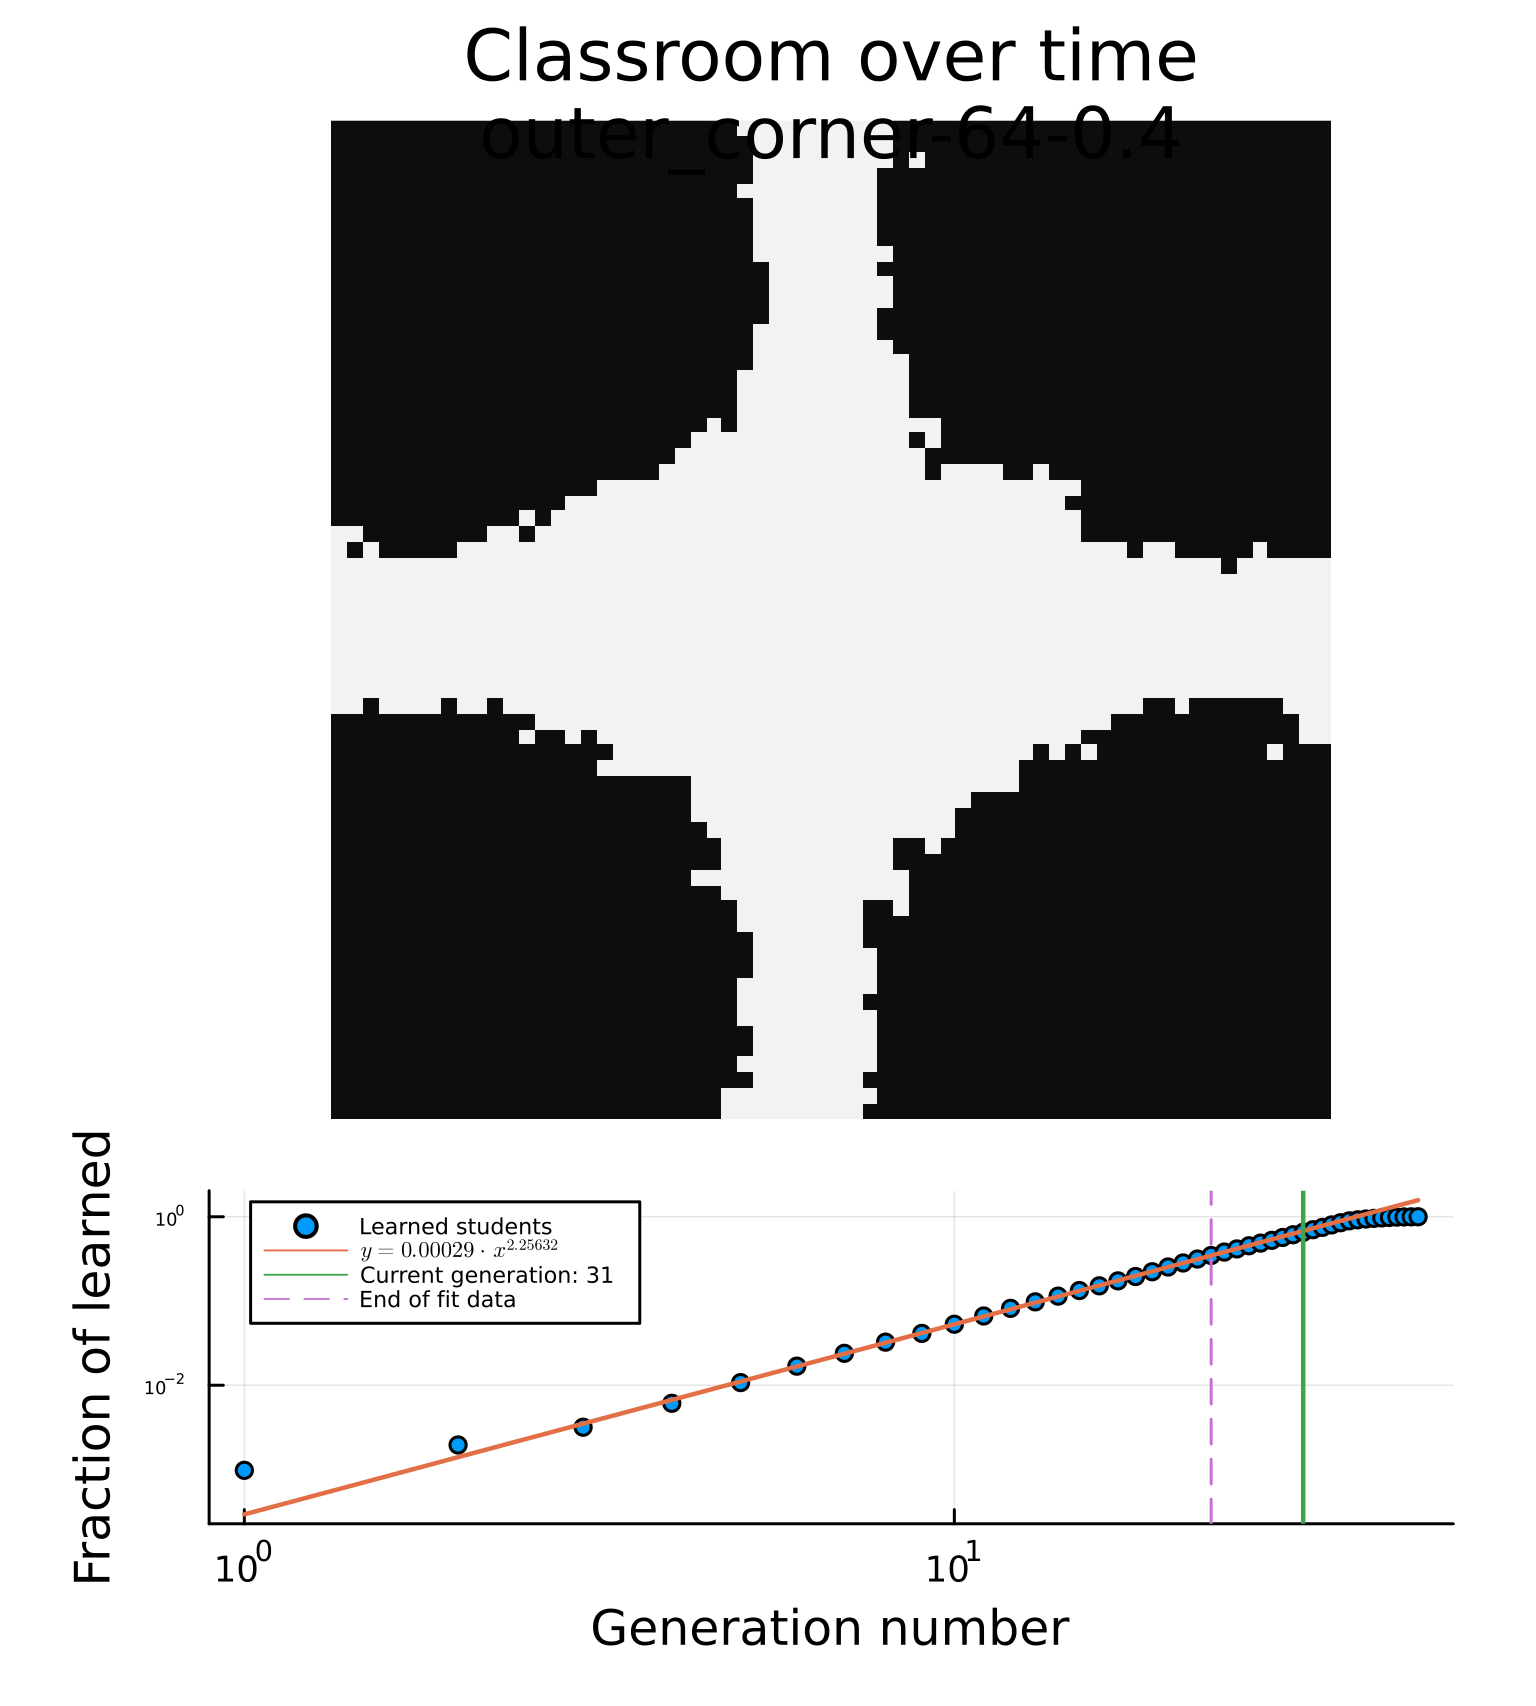 Classroom over time
outer_corner-64-0.4
Fraction of learned
10⁰
10⁻²
Learned students
y = 0.00029 · x^{2.25632}
Current generation: 31
End of fit data
10⁰
10¹
Generation number